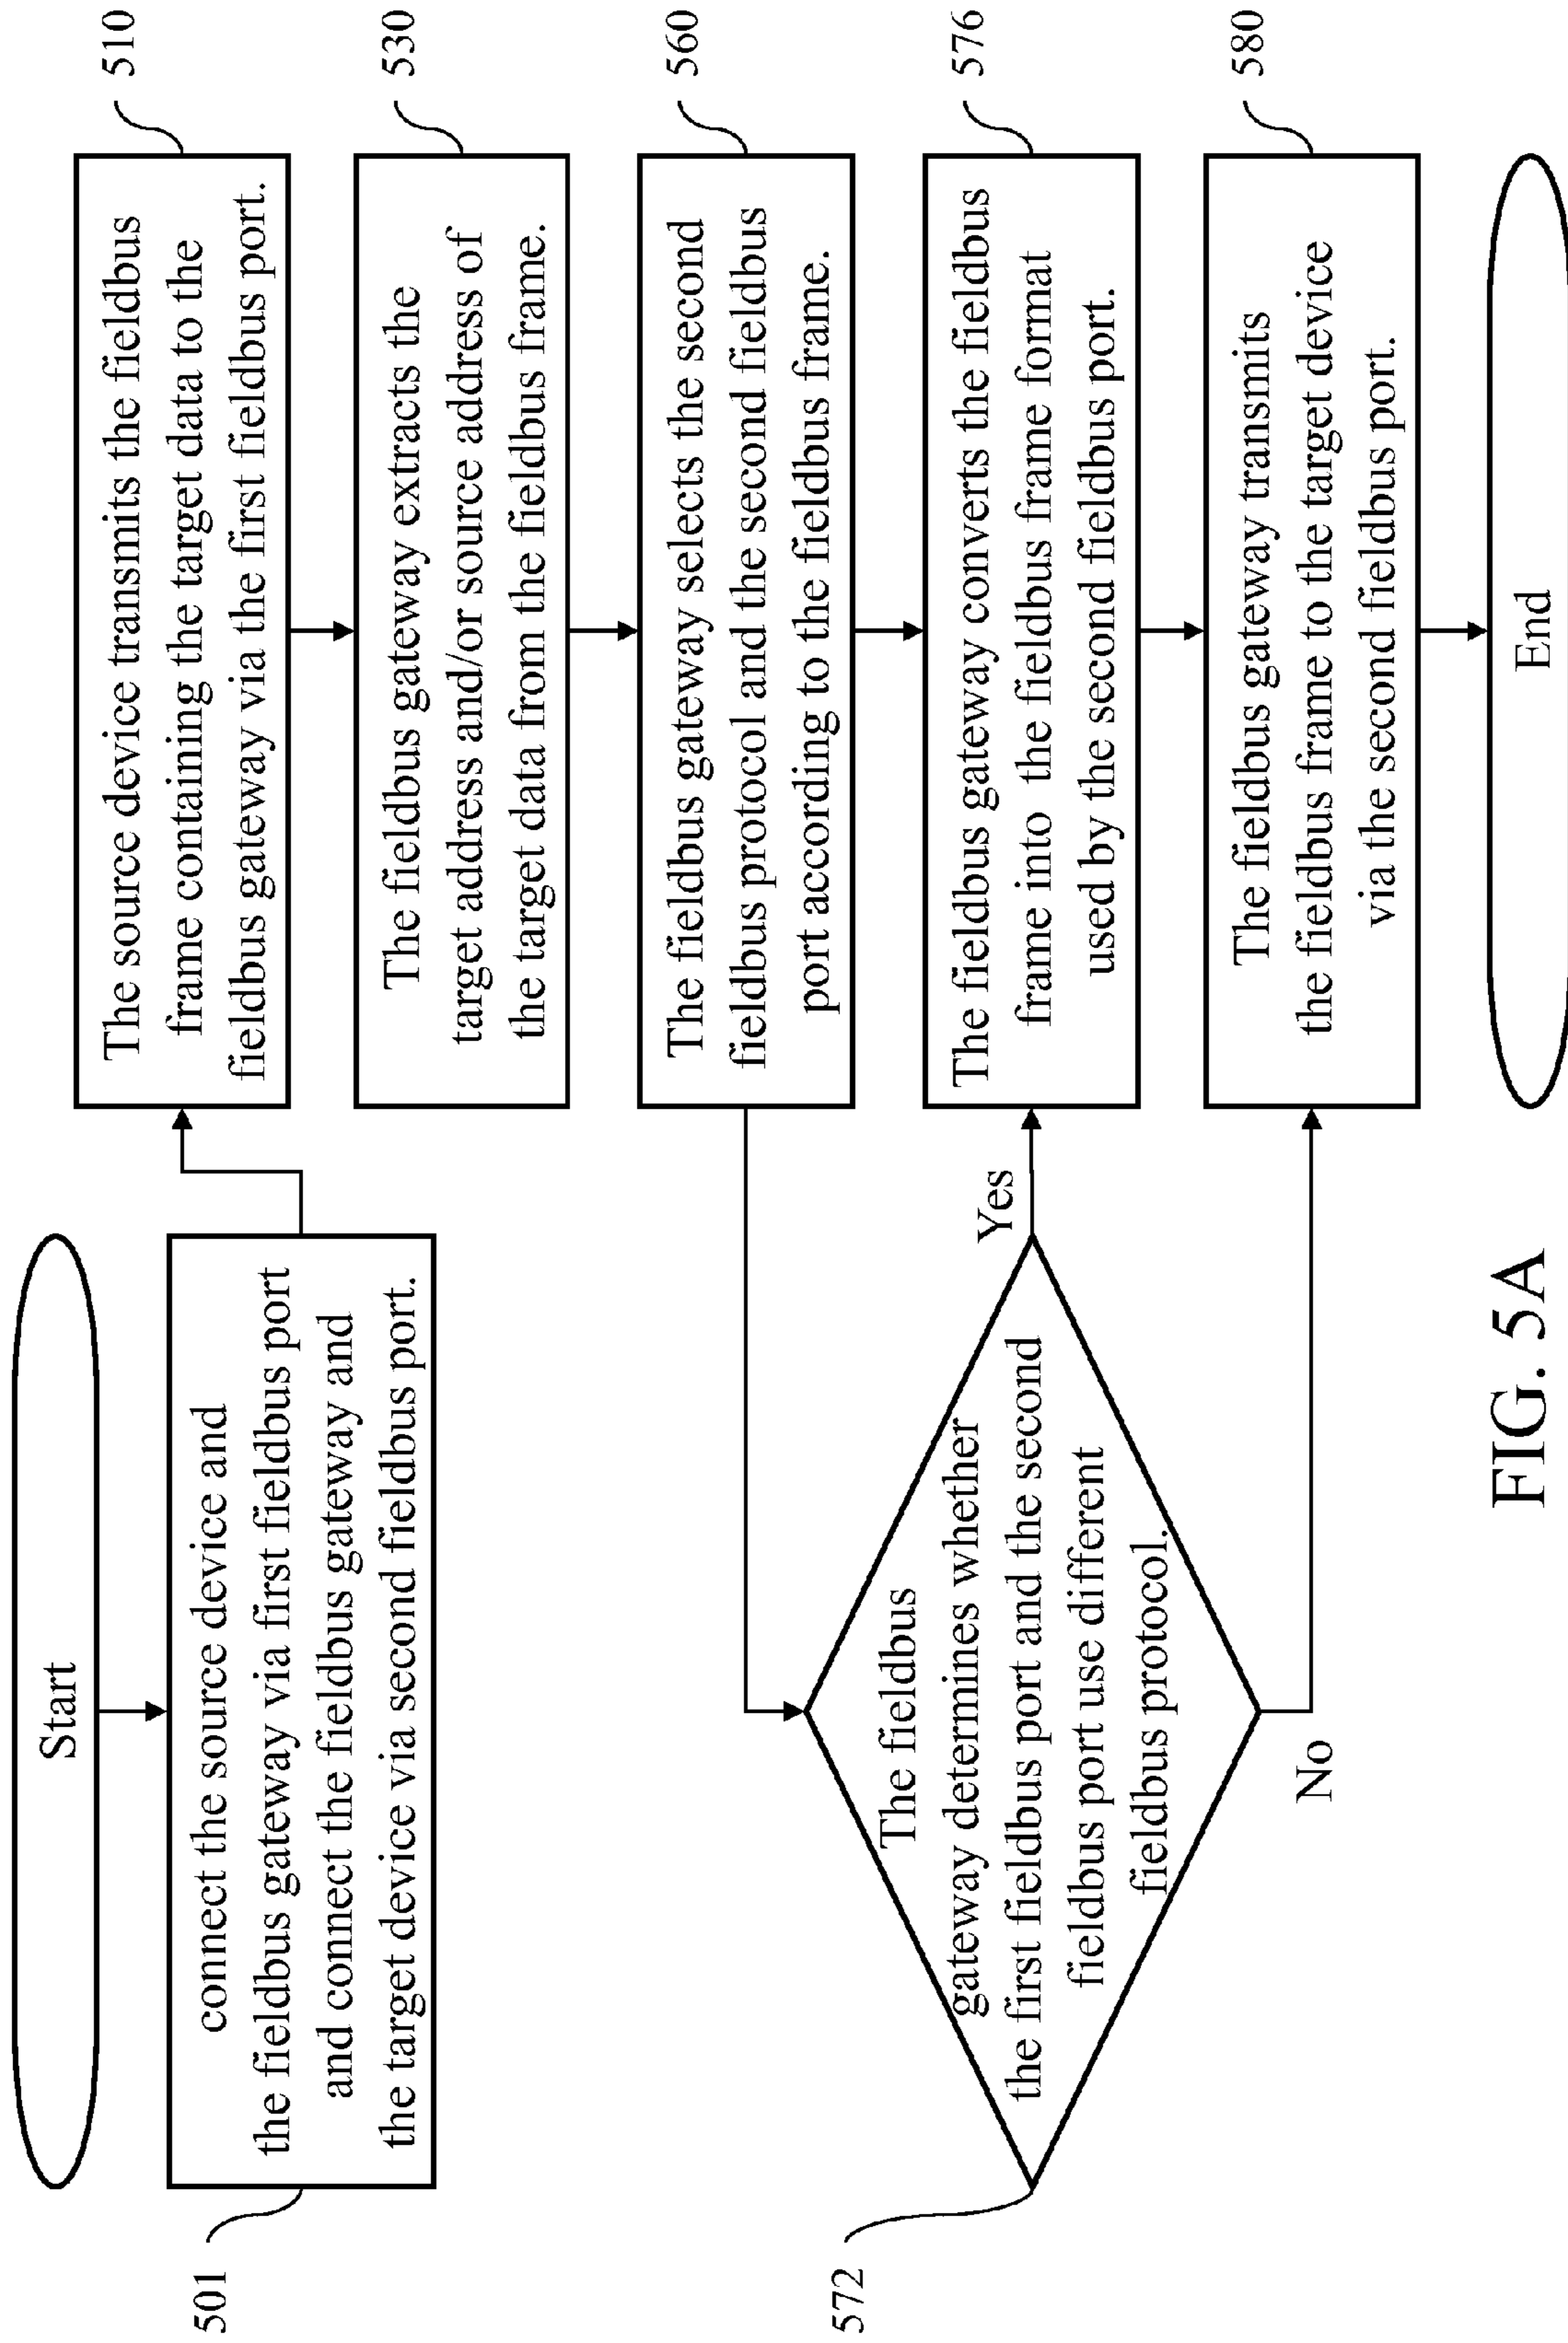 Start
501
connect the source device and
the fieldbus gateway via first fieldbus port
and connect the fieldbus gateway and
the target device via second fieldbus port.
510
The source device transmits the fieldbus
frame containing the target data to the
fieldbus gateway via the first fieldbus port.
530
The fieldbus gateway extracts the
target address and/or source address of
the target data from the fieldbus frame.
560
The fieldbus gateway selects the second
fieldbus protocol and the second fieldbus
port according to the fieldbus frame.
572
The fieldbus
gateway determines whether
the first fieldbus port and the second
fieldbus port use different
fieldbus protocol.
Yes
No
576
The fieldbus gateway converts the fieldbus
frame into the fieldbus frame format
used by the second fieldbus port.
580
The fieldbus gateway transmits
the fieldbus frame to the target device
via the second fieldbus port.
End
FIG. 5A